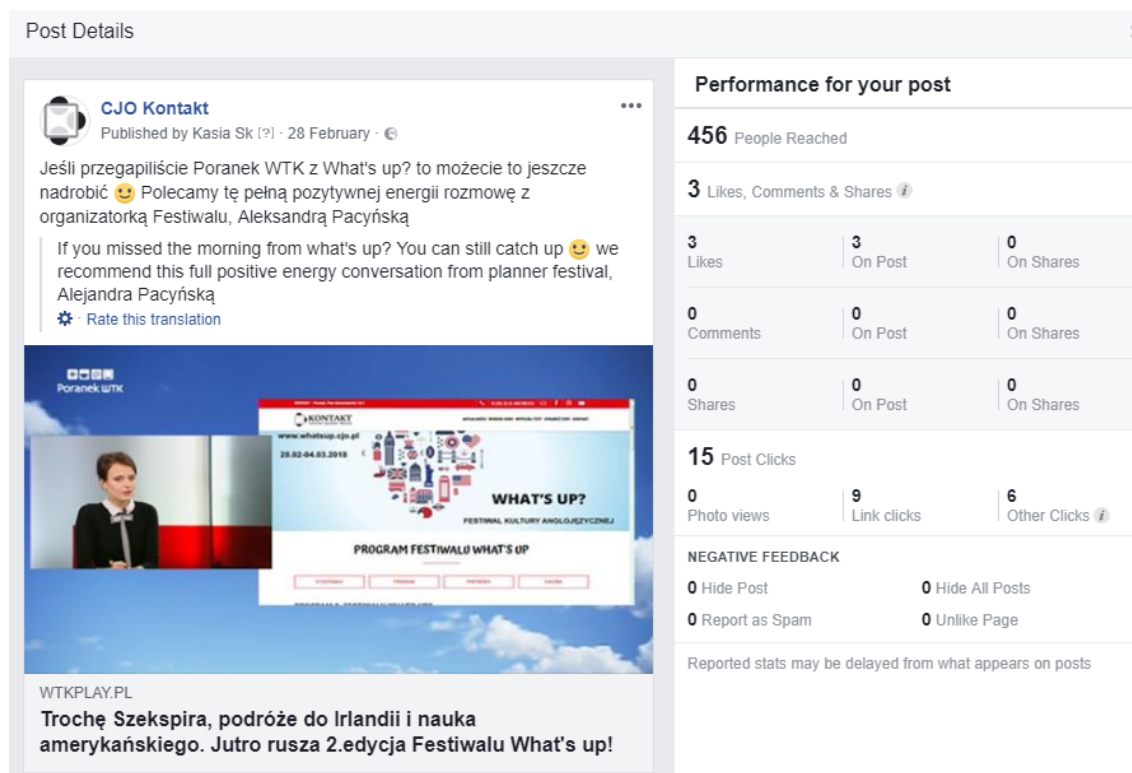 Post Details
CJO Kontakt
Published by Kasia Sk [?] · 28 February ·
Jeśli przegapiliście Poranek WTK z What's up? to możecie to jeszcze
nadrobić 🙂 Polecamy tę pełną pozytywnej energii rozmowę z
organizatorką Festiwalu, Aleksandrą Pacyńską
If you missed the morning from what's up? You can still catch up 🙂 we
recommend this full positive energy conversation from planner festival,
Alejandra Pacyńską
· Rate this translation
Poranek WTK
KONTAKT
www.whatsup.cjo.pl
28.02-04.03.2018
WHAT'S UP?
FESTIWAL KULTURY ANGLOJĘZYCZNEJ
PROGRAM FESTIWALU WHAT'S UP
WTKPLAY.PL
Trochę Szekspira, podróże do Irlandii i nauka
amerykańskiego. Jutro rusza 2.edycja Festiwalu What's up!
Performance for your post
456 People Reached
3 Likes, Comments & Shares i
3 3 0
Likes On Post On Shares
0 0 0
Comments On Post On Shares
0 0 0
Shares On Post On Shares
15 Post Clicks
0 9 6
Photo views Link clicks Other Clicks i
NEGATIVE FEEDBACK
0 Hide Post 0 Hide All Posts
0 Report as Spam 0 Unlike Page
Reported stats may be delayed from what appears on posts